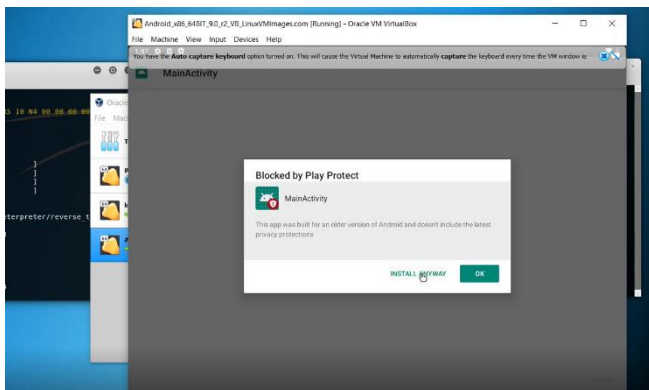 Android_x86_64BIT_9.0_r2_VB_LinuxVMImages.com [Running] - Oracle VM VirtualBox
File Machine View Input Devices Help
You have the Auto capture keyboard option turned on. This will cause the Virtual Machine to automatically capture the keyboard every time the VM window is
MainActivity
Oracle
File Mac
]
]
]
]
eterpreter/reverse_t
Blocked by Play Protect
MainActivity
This app was built for an older version of Android and doesn't include the latest
privacy protections
INSTALL ANYWAY
OK